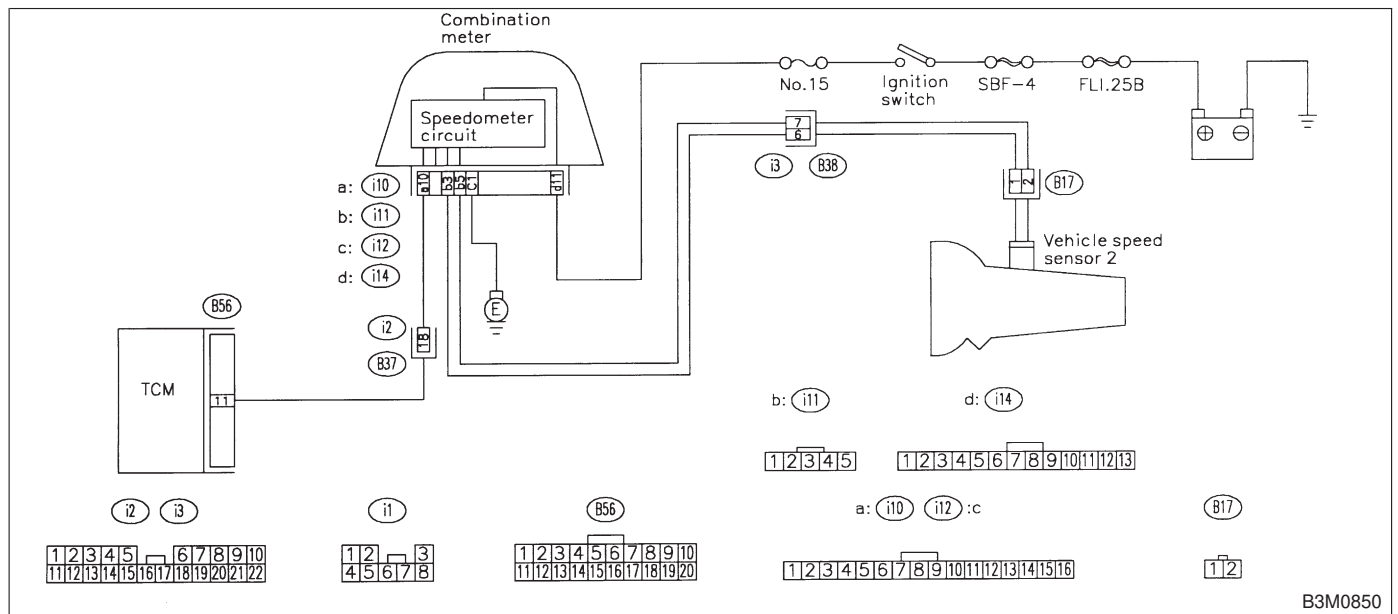 Combination
meter
No.15
Ignition
switch
SBF-4
FL1.25B
Speedometer
circuit
7
6
i3
B38
a10
b3
b5
c1
d11
1
2
B17
a: i10
b: i11
c: i12
d: i14
Vehicle speed
sensor 2
E
B56
i2
18
B37
TCM
11
b: i11
d: i14
1 2 3 4 5
1 2 3 4 5 6 7 8 9 10 11 12 13
i2 i3
i1
B56
a: i10 i12 :c
B17
1 2 3 4 5 6 7 8 9 10
11 12 13 14 15 16 17 18 19 20 21 22
1 2 3
4 5 6 7 8
1 2 3 4 5 6 7 8 9 10
11 12 13 14 15 16 17 18 19 20
1 2 3 4 5 6 7 8 9 10 11 12 13 14 15 16
1 2
B3M0850